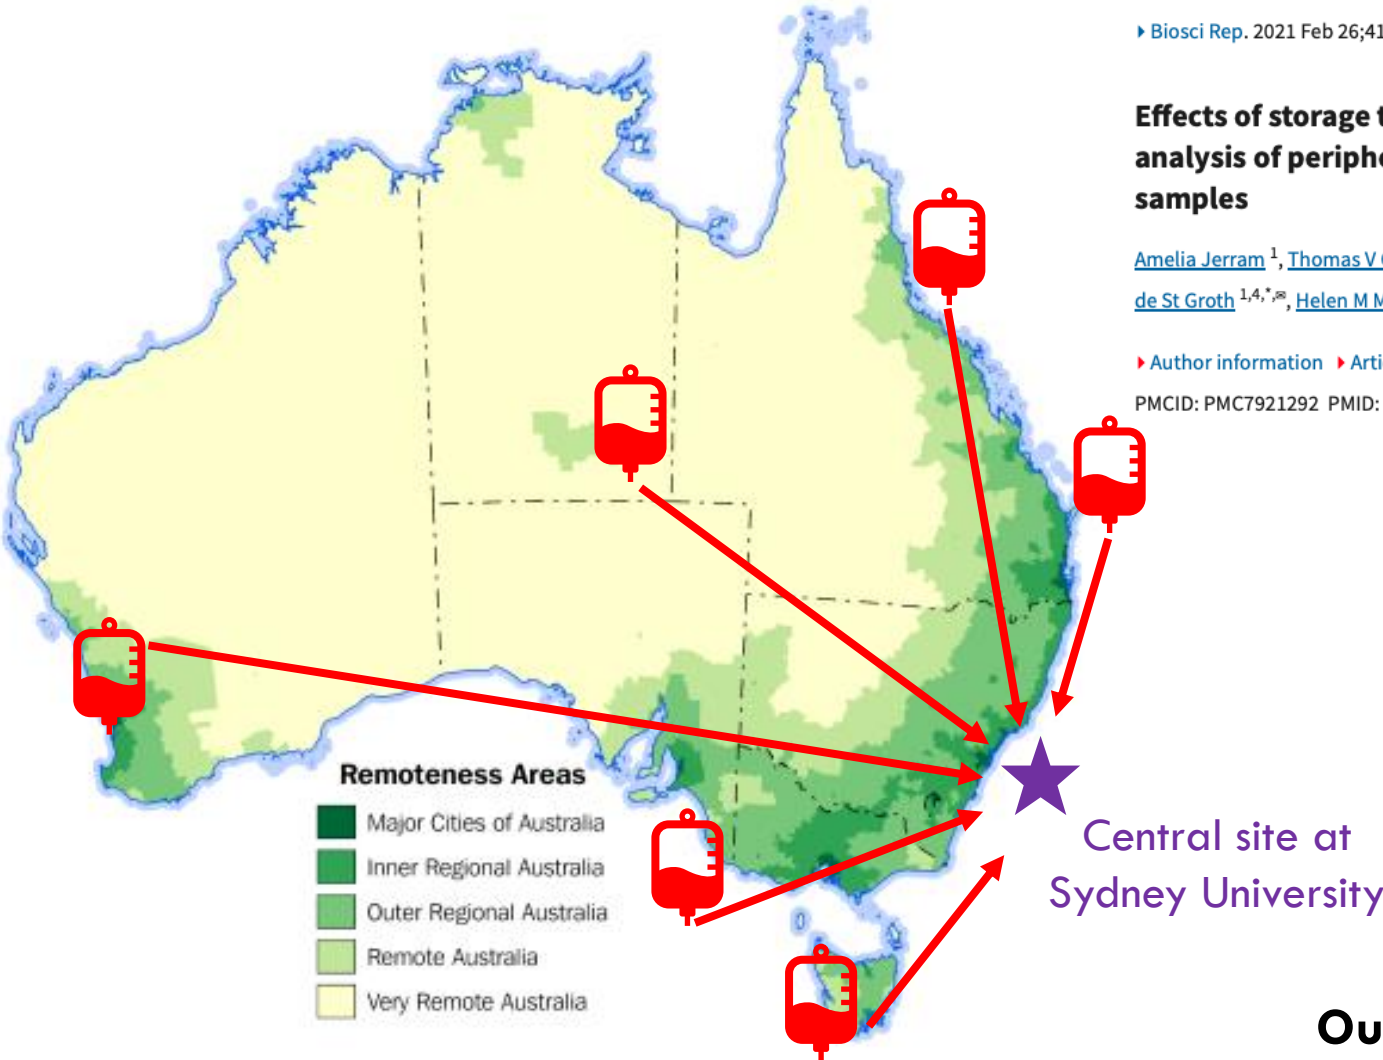 Biosci Rep. 2021 Feb 26;41
Effects of storage t
analysis of periphe
samples
Amelia Jerram 1, Thomas V
de St Groth 1,4,*,✉, Helen M M
Author information Arti
PMCID: PMC7921292 PMID:
Remoteness Areas
Major Cities of Australia
Inner Regional Australia
Outer Regional Australia
Remote Australia
Very Remote Australia
Central site at
Sydney University
Ou